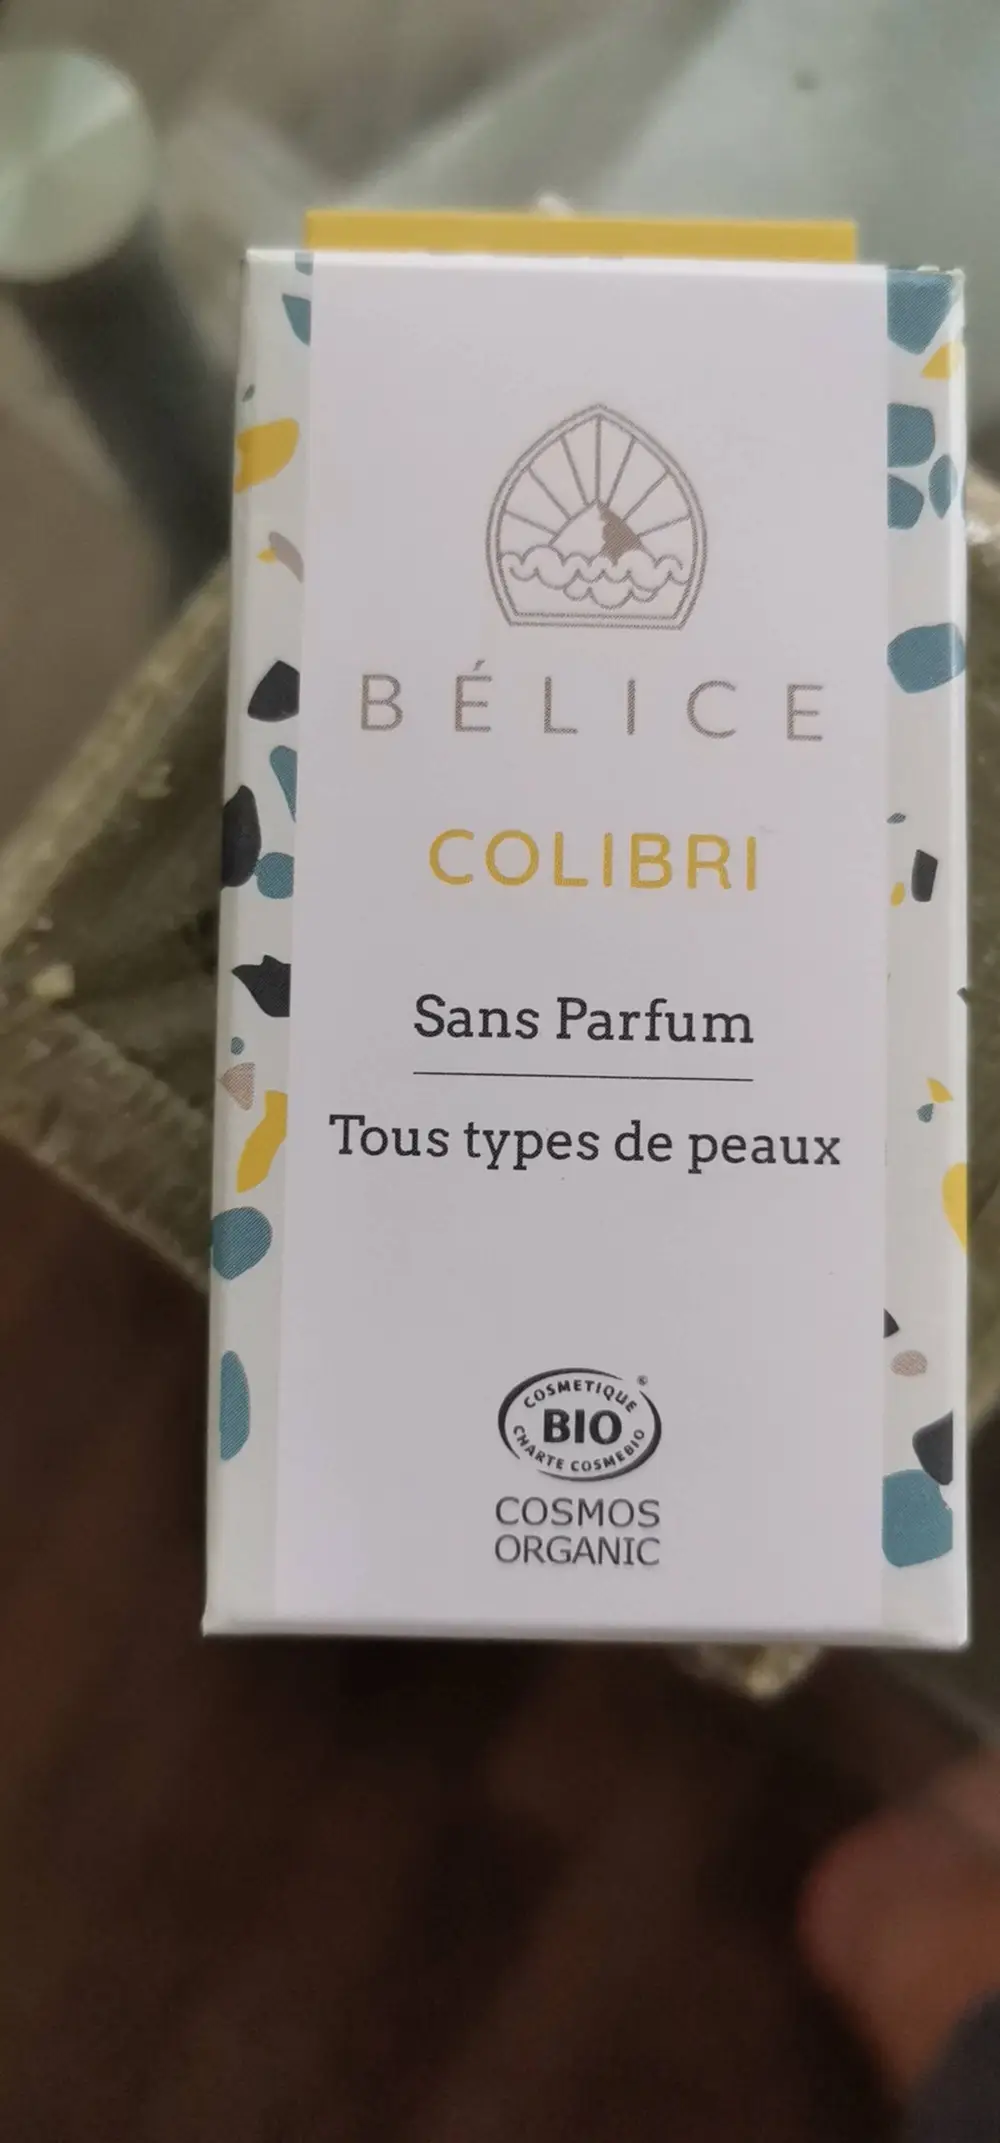 BÉLICE
COLIBRI
Sans Parfum
Tous types de peaux
COSMETIQUE
BIO
CHARTE COSMEBIO
COSMOS
ORGANIC